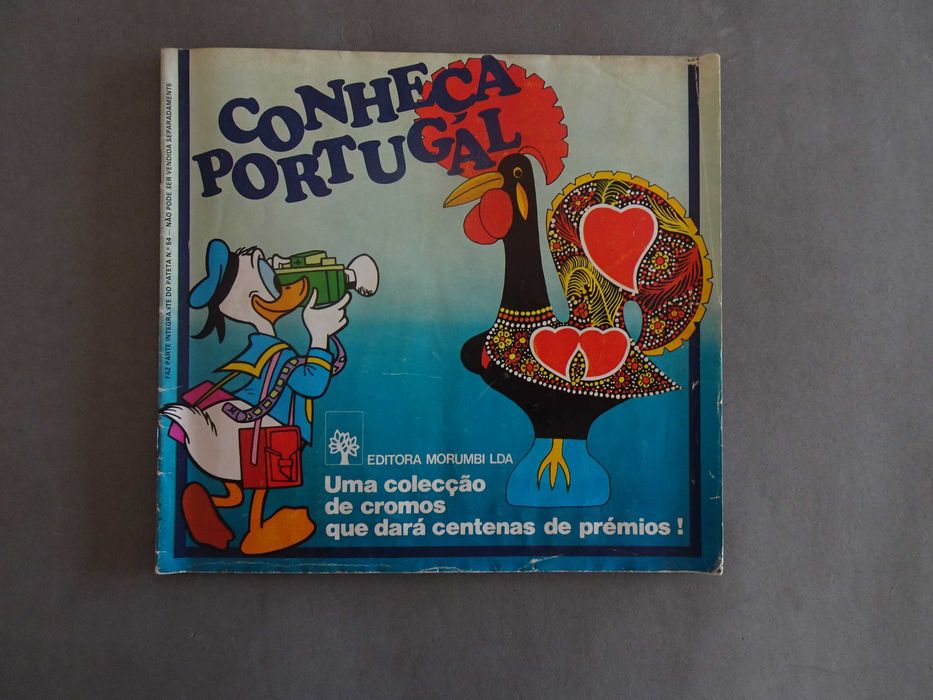 CONHEÇA
PORTUGAL
FAZ PARTE INTEGRANTE DO PATETA N.º 54 — NÃO PODE SER VENDIDA SEPARADAMENTE
EDITORA MORUMBI LDA
Uma colecção
de cromos
que dará centenas de prémios !